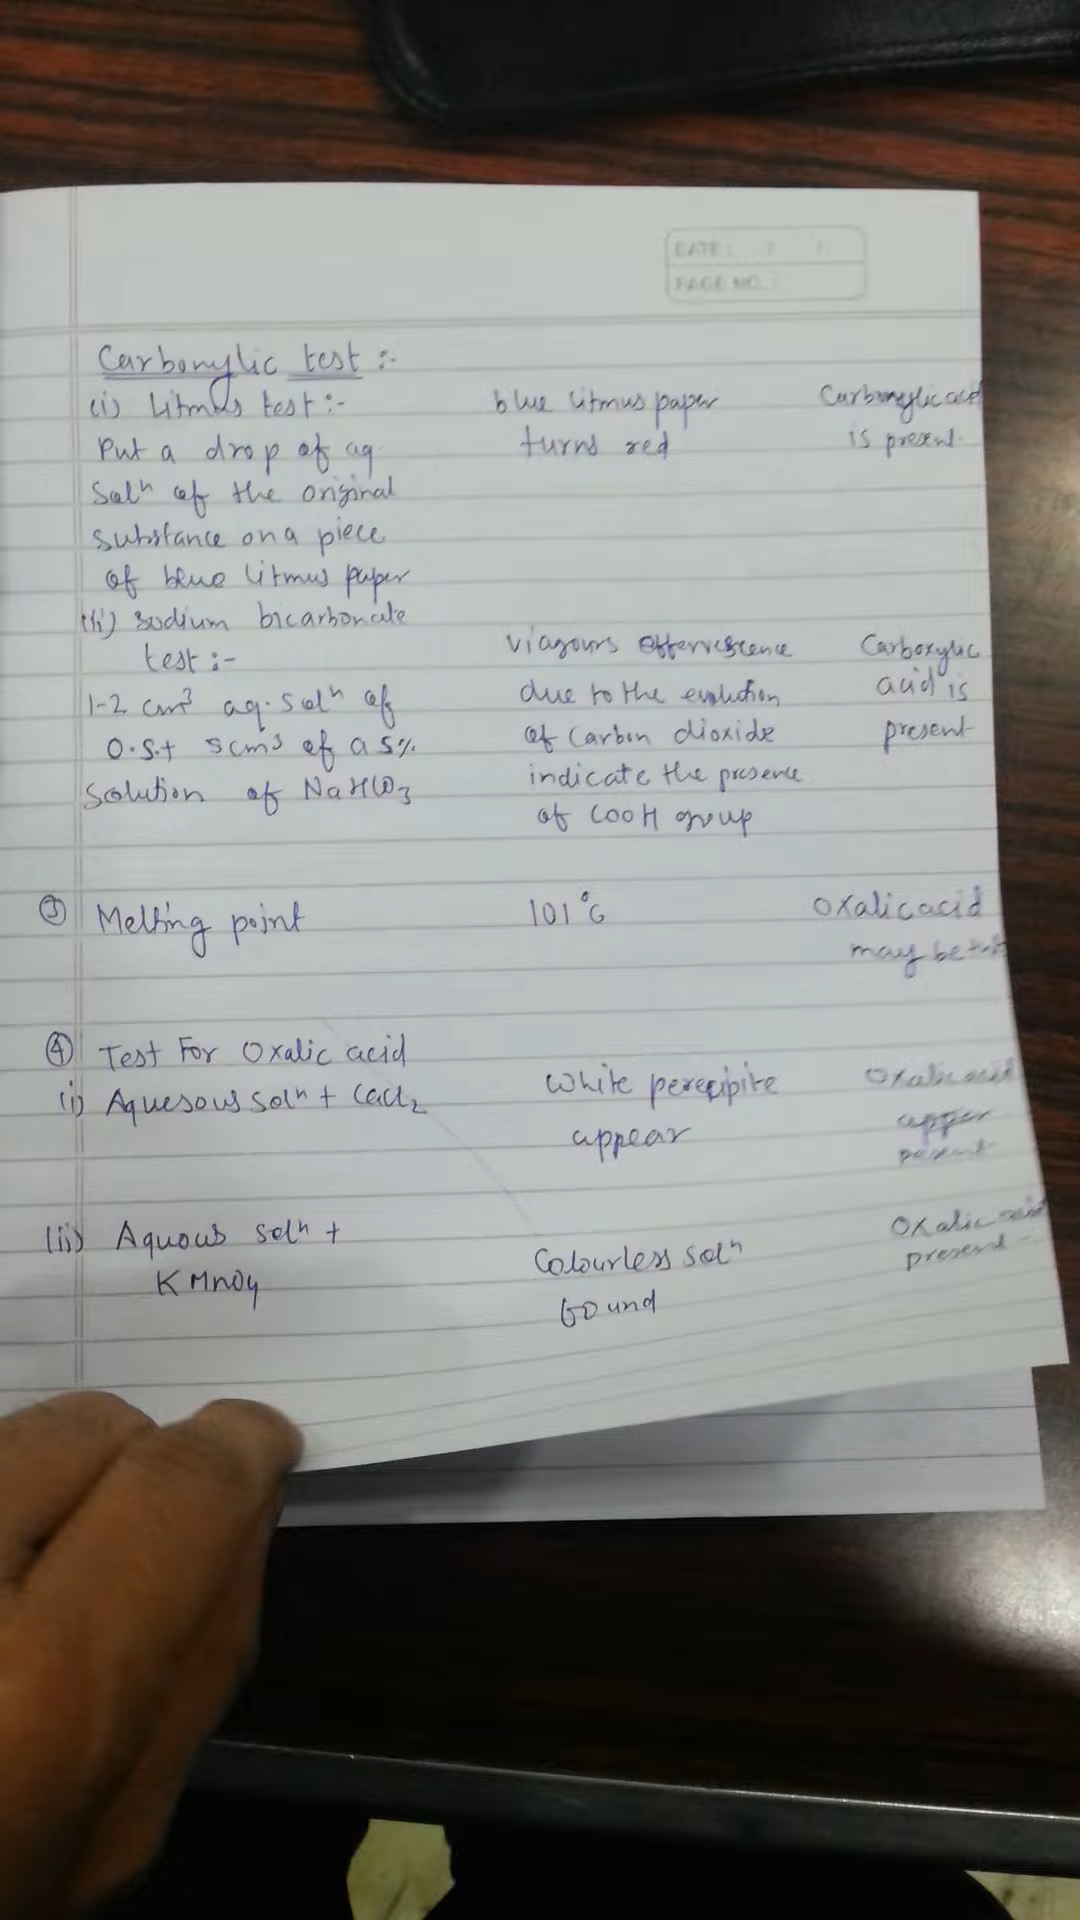 DATE: / /
PAGE NO.:
Carbonylic test :-
(i) Litmus test :- blue litmus paper Carbonylic acid
Put a drop of aq. turns red is present.
Solⁿ of the original
substance on a piece
of blue litmus paper
(ii) sodium bicarbonate
test :- viagours effervescence Carboxylic
1-2 cm³ aq. solⁿ of due to the evolution acid is
O.S.+ 5cm³ of a 5% of Carbon dioxide present
Solution of NaHCO3 indicate the presence
of COOH group
③ Melting point 101°C Oxalic acid
may be
④ Test For Oxalic acid
(i) Aquesous solⁿ + CaCl2 White perecipite Oxalic acid
appear
(ii) Aquous solⁿ + Oxalic acid
KMnO4 Colourless solⁿ present
found